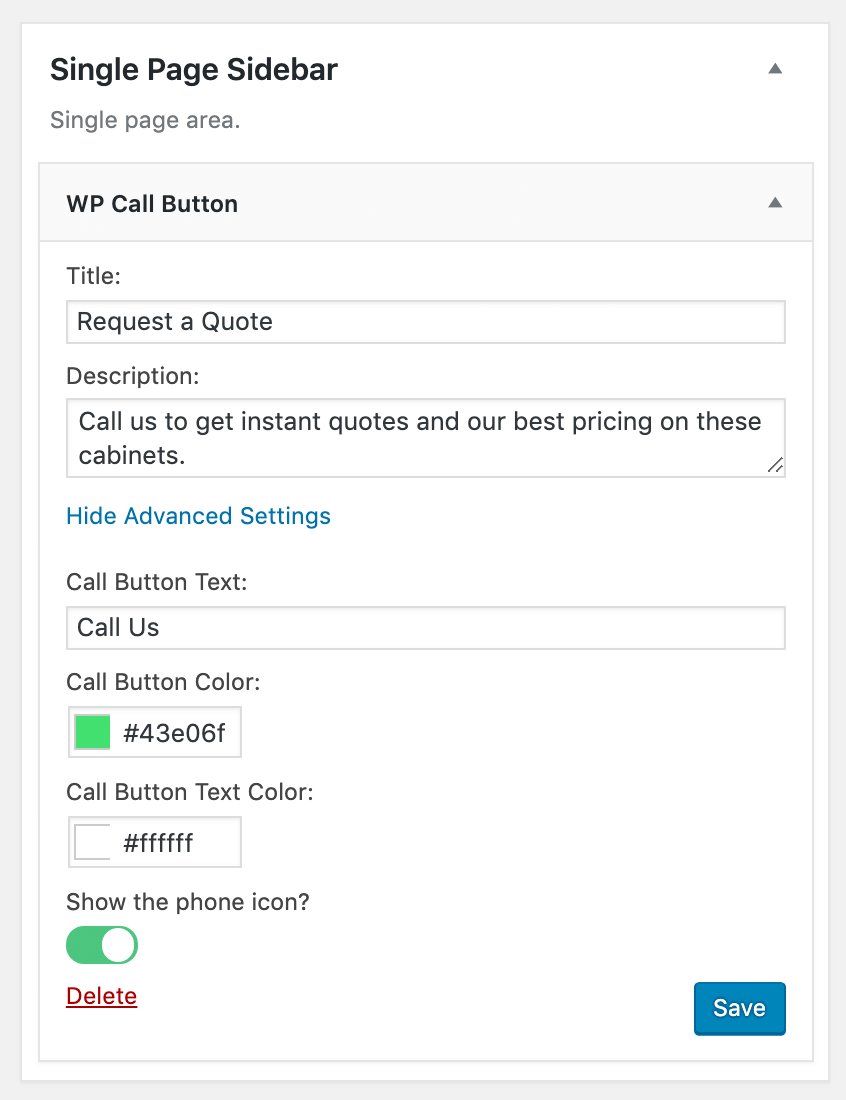 Single Page Sidebar
Single page area.
WP Call Button
Title:
Request a Quote
Description:
Call us to get instant quotes and our best pricing on these
cabinets.
Hide Advanced Settings
Call Button Text:
Call Us
Call Button Color:
#43e06f
Call Button Text Color:
#ffffff
Show the phone icon?
Delete
Save